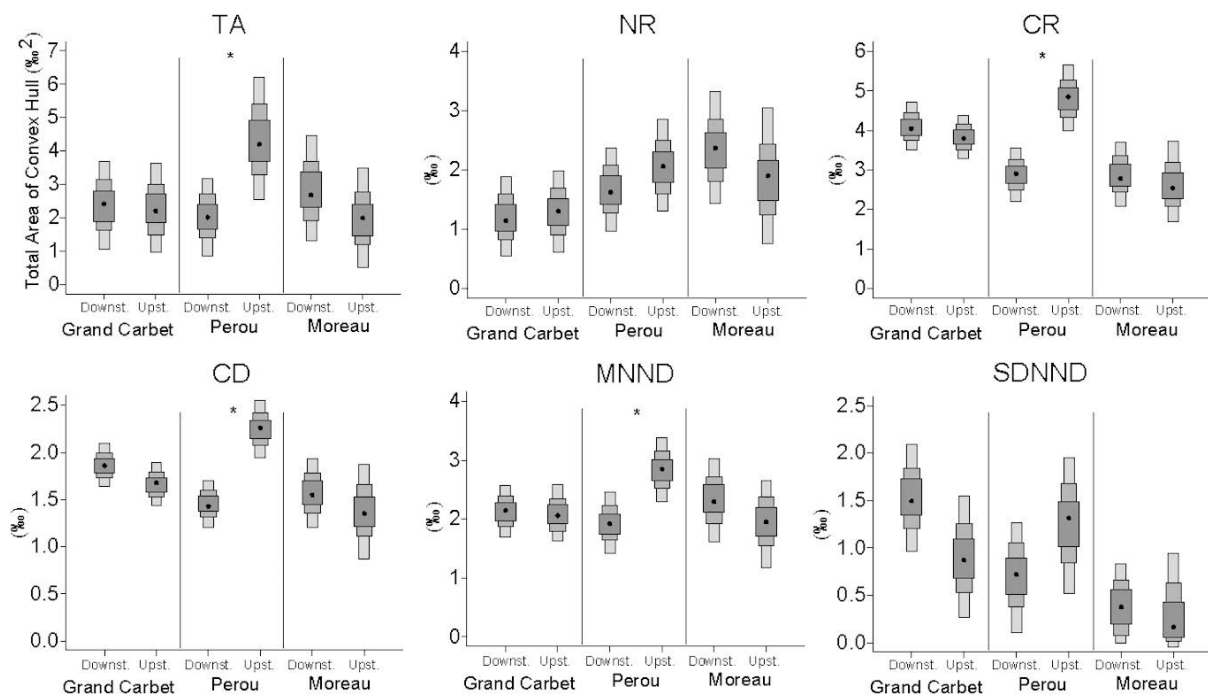 TA
Total Area of Convex Hull (‰^2)
7
6
5
4
3
2
1
0
*
Downst. Upst. Downst. Upst. Downst. Upst.
Grand Carbet Perou Moreau
NR
(‰)
4
3
2
1
0
Downst. Upst. Downst. Upst. Downst. Upst.
Grand Carbet Perou Moreau
CR
(‰)
6
5
4
3
2
1
0
*
Downst. Upst. Downst. Upst. Downst. Upst.
Grand Carbet Perou Moreau
CD
(‰)
2.5
2.0
1.5
1.0
0.5
0.0
*
Downst. Upst. Downst. Upst. Downst. Upst.
Grand Carbet Perou Moreau
MNND
(‰)
4
3
2
1
0
*
Downst. Upst. Downst. Upst. Downst. Upst.
Grand Carbet Perou Moreau
SDNND
(‰)
2.5
2.0
1.5
1.0
0.5
0.0
Downst. Upst. Downst. Upst. Downst. Upst.
Grand Carbet Perou Moreau